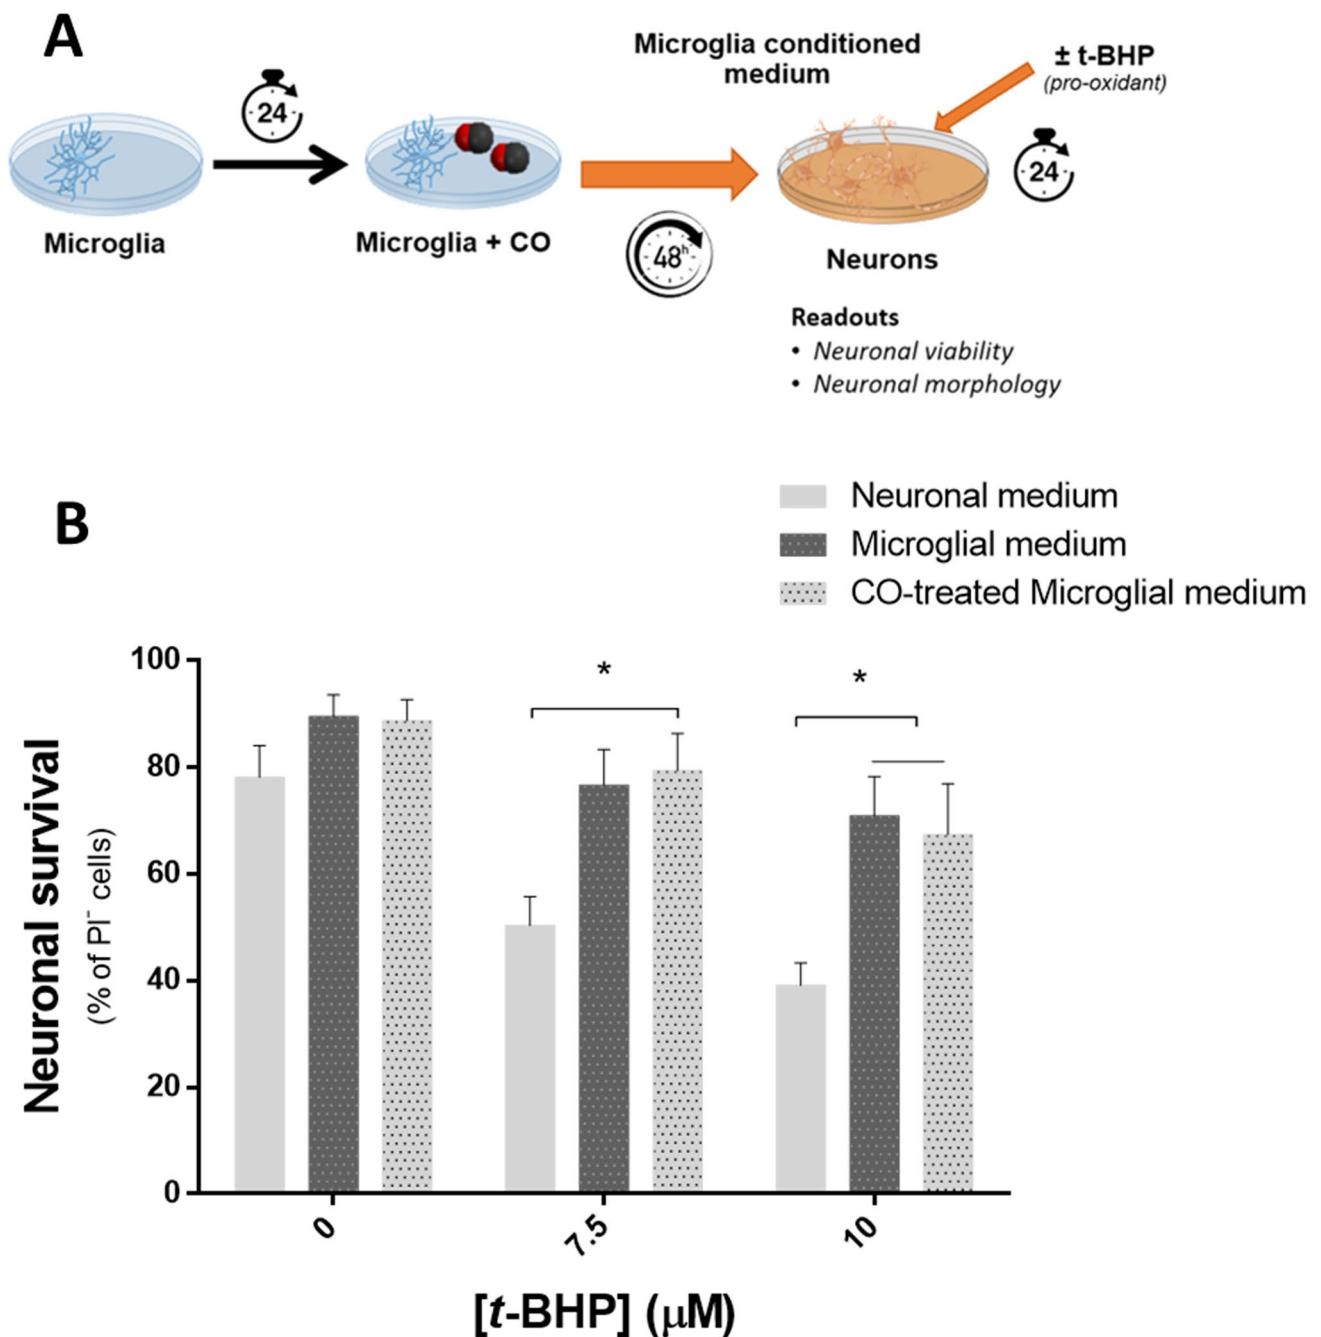 A
24
Microglia
Microglia + CO
Microglia conditioned
medium
48h
± t-BHP
(pro-oxidant)
24
Neurons
Readouts
• Neuronal viability
• Neuronal morphology
B
Neuronal medium
Microglial medium
CO-treated Microglial medium
Neuronal survival
(% of PI⁻ cells)
100
80
60
40
20
0
*
*
0
7.5
10
[t-BHP] (μM)